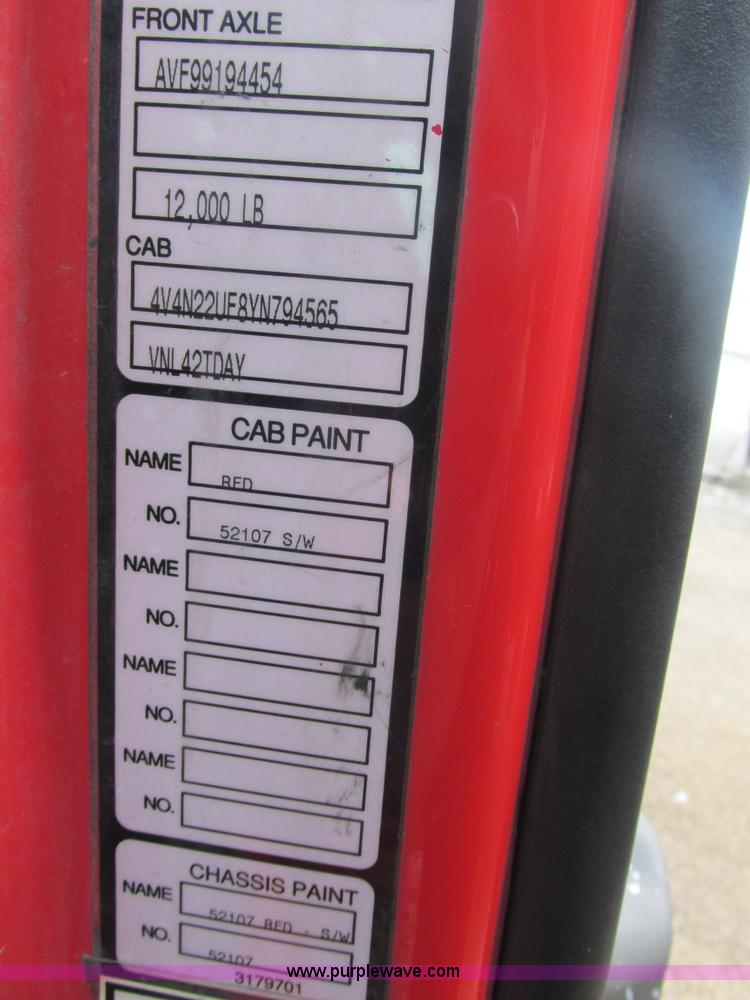 FRONT AXLE
AVF99194454
12,000 LB
CAB
4V4N22UF8YN794565
VNL42TDAY
CAB PAINT
NAME RED
NO. 52107 S/W
NAME
NO.
NAME
NO.
NAME
NO.
CHASSIS PAINT
NAME 52107 RED - S/W
NO. 52107
3179701
www.purplewave.com